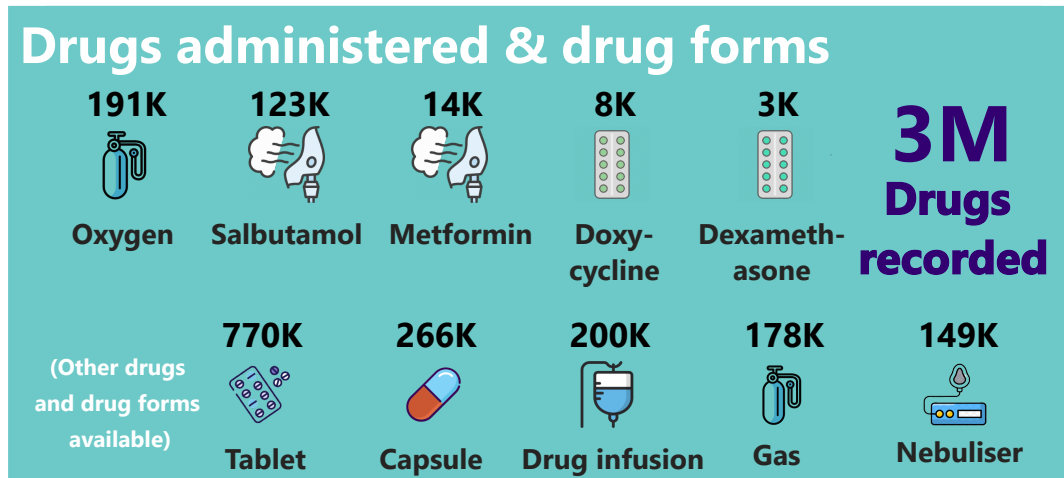 Drugs administered & drug forms
191K
123K
14K
8K
3K
Oxygen
Salbutamol
Metformin
Doxy-
cycline
Dexameth-
asone
3M
Drugs
recorded
(Other drugs
and drug forms
available)
770K
266K
200K
178K
149K
Tablet
Capsule
Drug infusion
Gas
Nebuliser